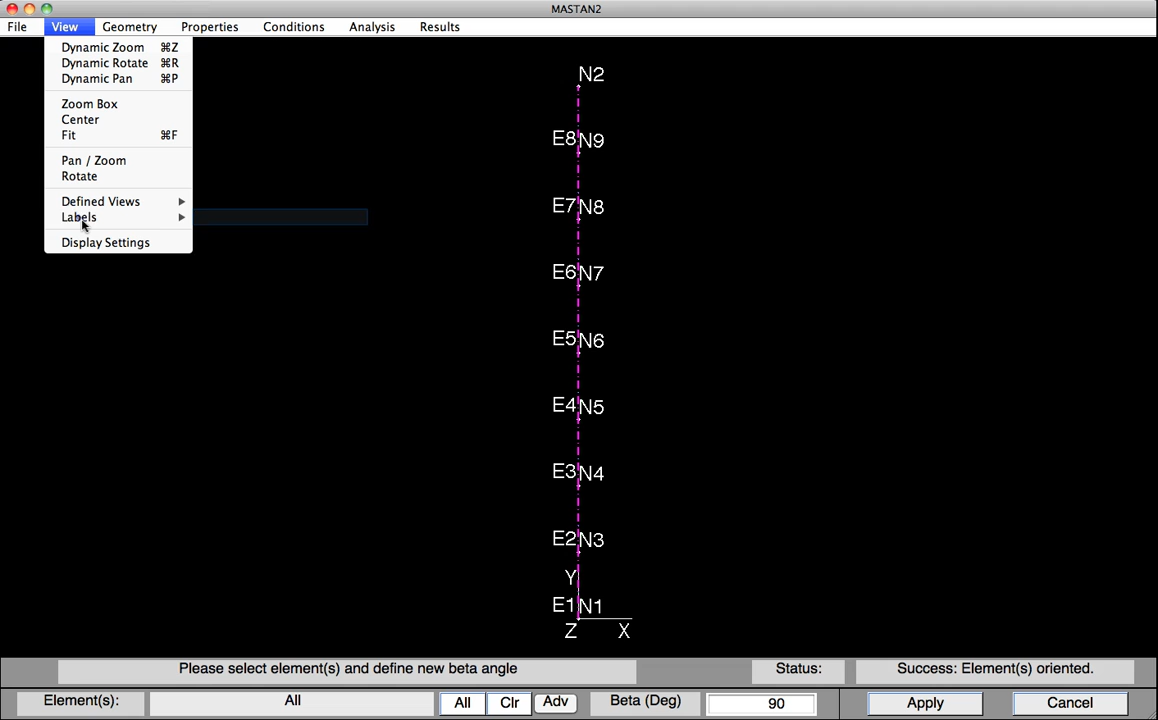 MASTAN2
File View Geometry Properties Conditions Analysis Results
Dynamic Zoom ⌘Z
Dynamic Rotate ⌘R
Dynamic Pan ⌘P
Zoom Box
Center
Fit ⌘F
Pan / Zoom
Rotate
Defined Views
Labels
Display Settings
N2
E8 N9
E7 N8
E6 N7
E5 N6
E4 N5
E3 N4
E2 N3
Y
E1 N1
Z X
Please select element(s) and define new beta angle Status: Success: Element(s) oriented.
Element(s): All All Clr Adv Beta (Deg) 90 Apply Cancel